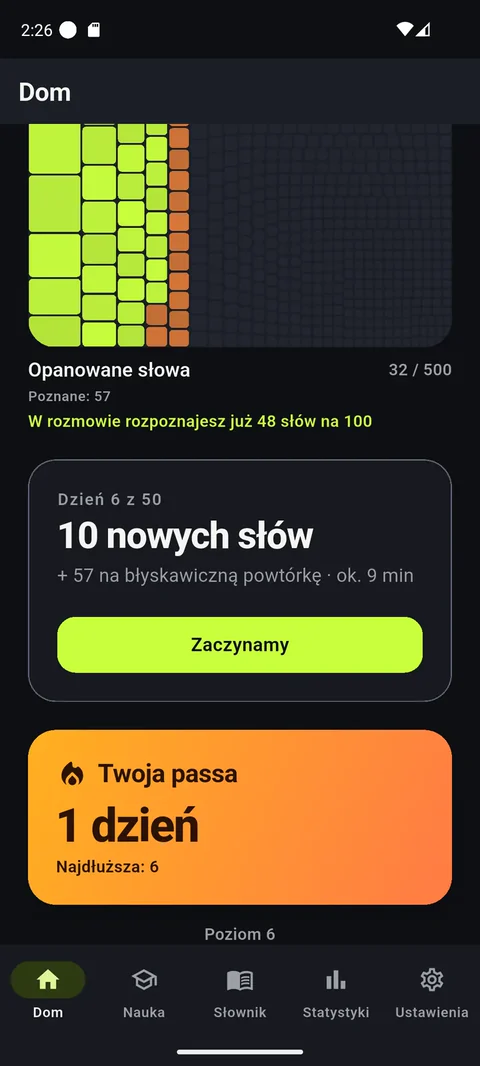 2:26
Dom
Opanowane słowa
32 / 500
Poznane: 57
W rozmowie rozpoznajesz już 48 słów na 100
Dzień 6 z 50
10 nowych słów
+ 57 na błyskawiczną powtórkę · ok. 9 min
Zaczynamy
Twoja passa
1 dzień
Najdłuższa: 6
Poziom 6
Dom
Nauka
Słownik
Statystyki
Ustawienia